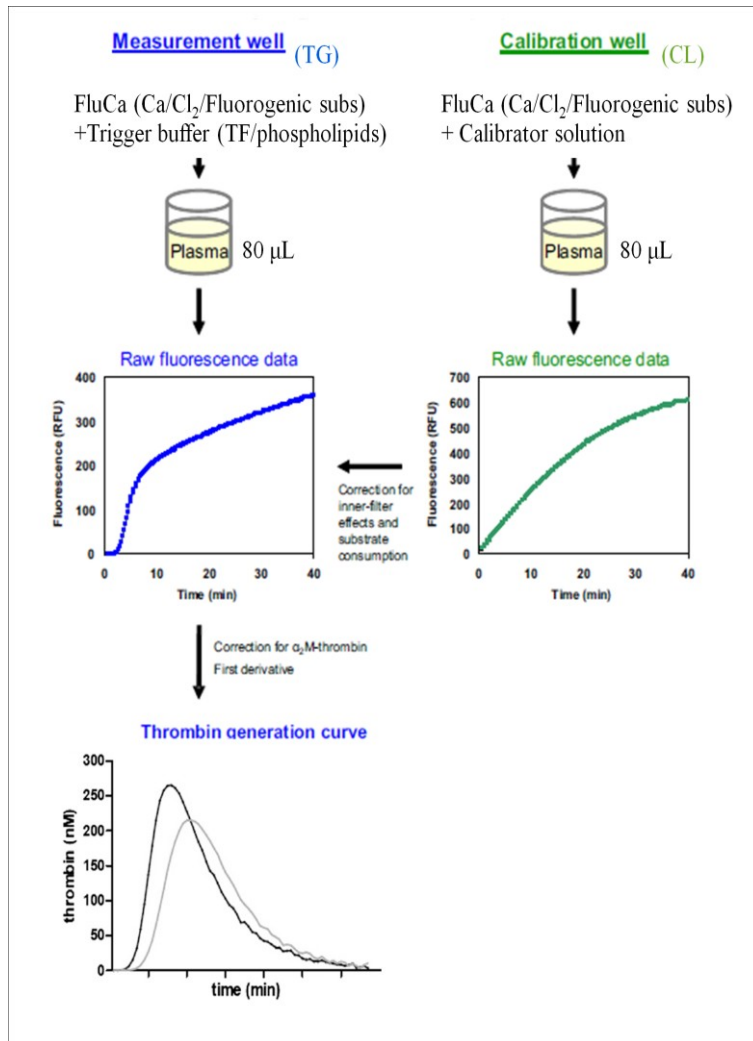 Measurement well (TG)
Calibration well (CL)
FluCa (Ca/Cl₂/Fluorogenic subs)
+Trigger buffer (TF/phospholipids)
FluCa (Ca/Cl₂/Fluorogenic subs)
+ Calibrator solution
Plasma 80 µL
Plasma 80 µL
Raw fluorescence data
400
300
200
100
0
Fluorescence (RFU)
0 10 20 30 40
Time (min)
Correction for
inner-filter
effects and
substrate
consumption
Raw fluorescence data
700
600
500
400
300
200
100
0
Fluorescence (RFU)
0 10 20 30 40
Time (min)
Correction for α₂M-thrombin
First derivative
Thrombin generation curve
300
250
200
150
100
50
0
thrombin (nM)
time (min)